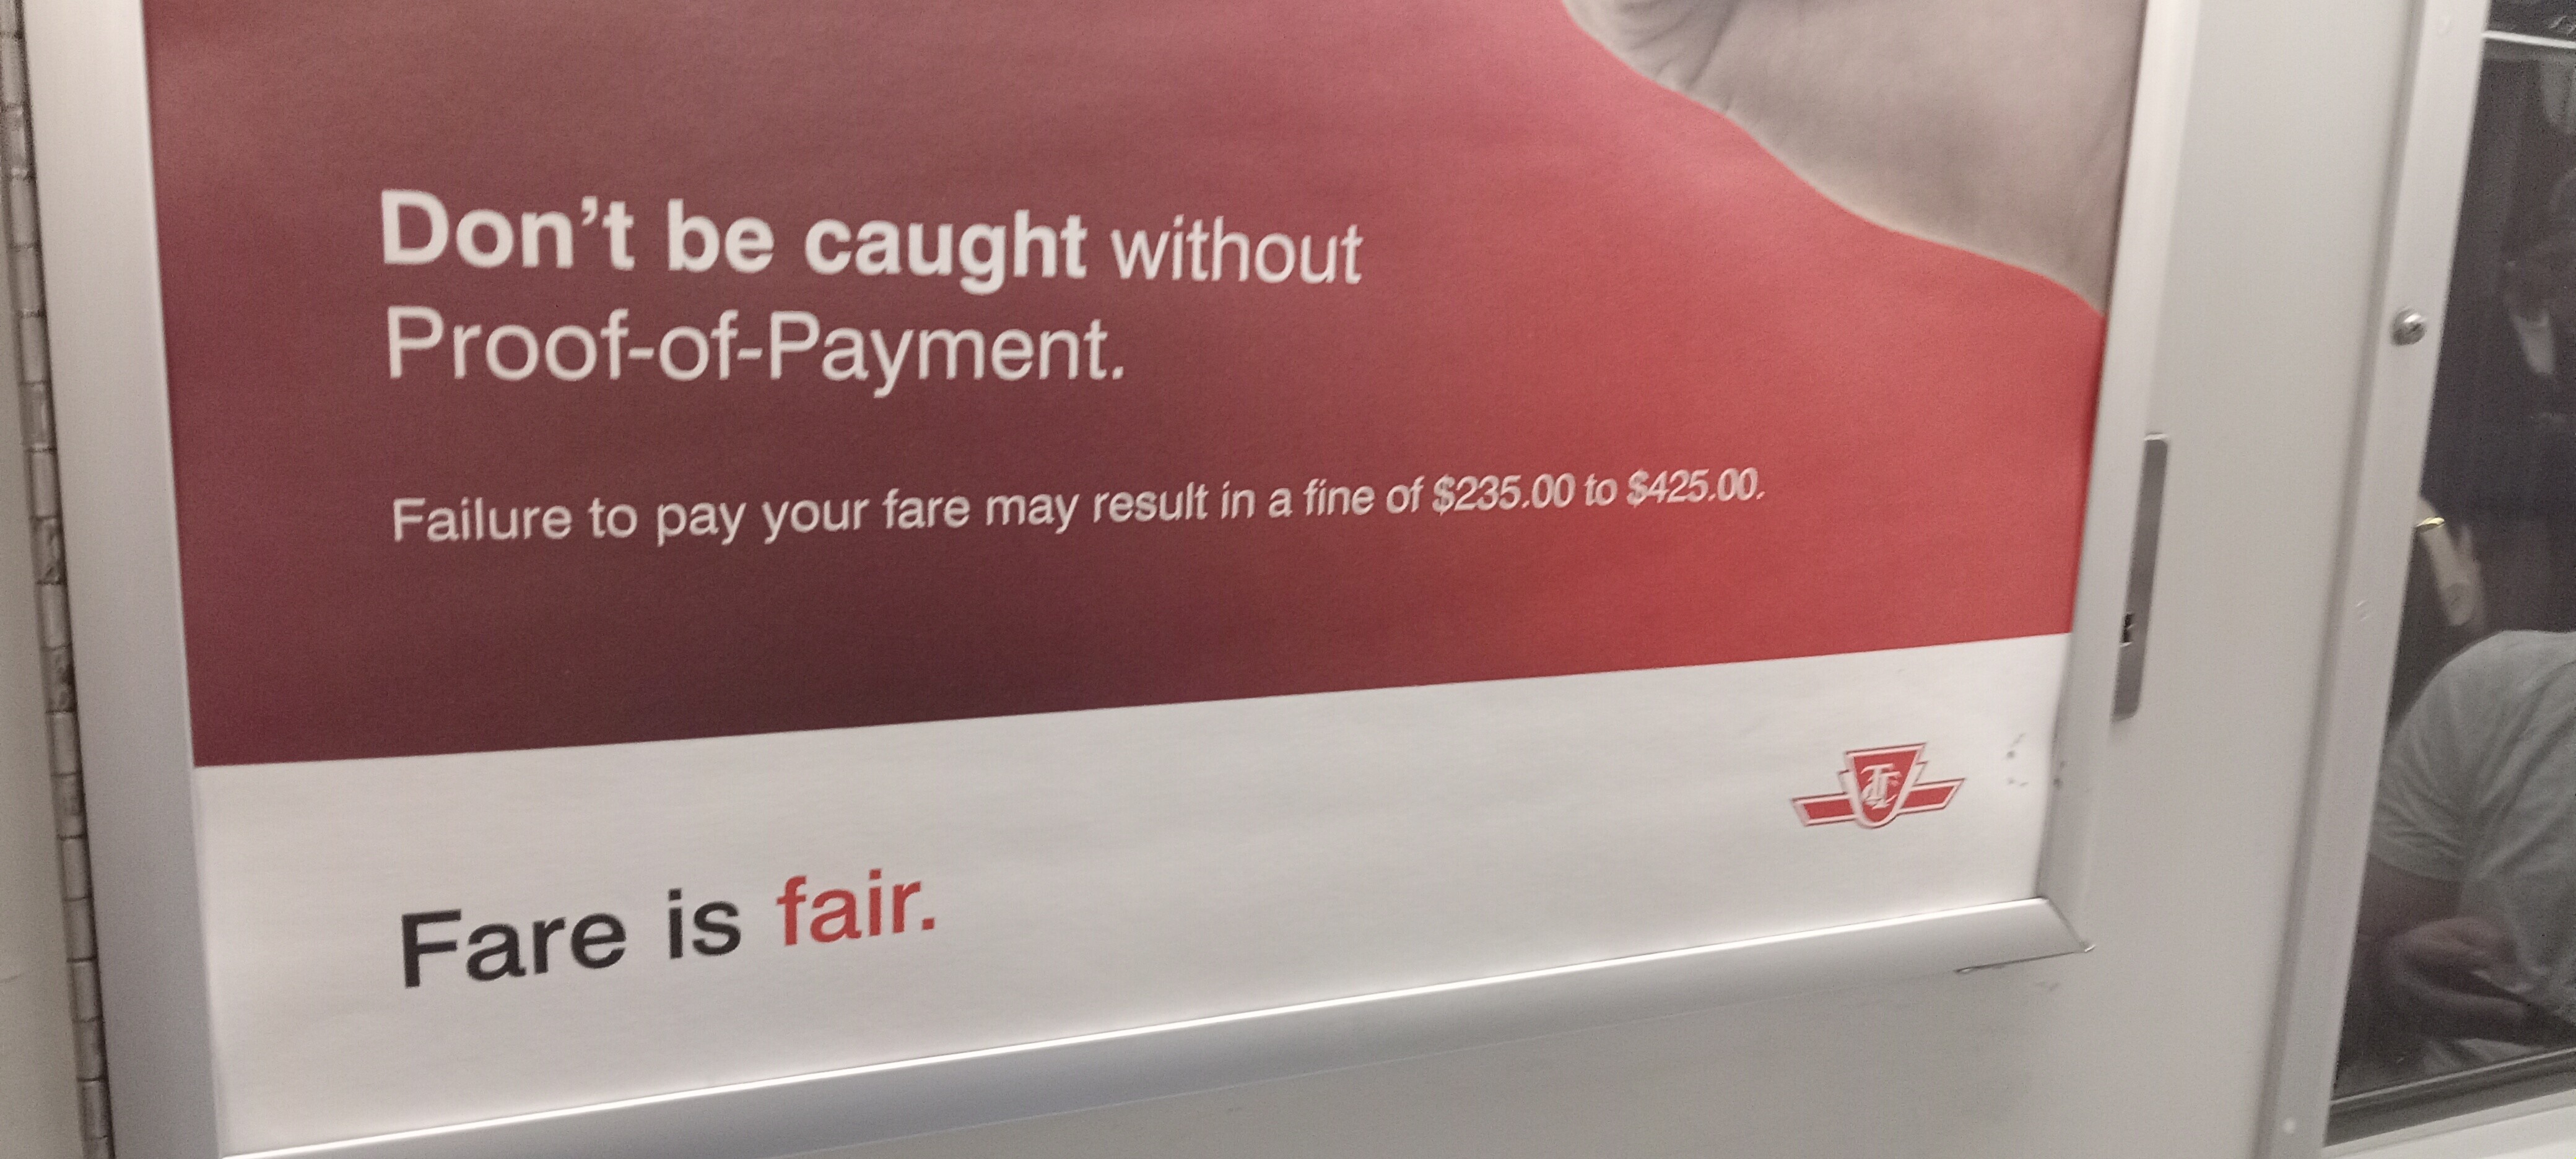 Don't be caught without
Proof-of-Payment.
Failure to pay your fare may result in a fine of $235.00 to $425.00.
Fare is fair.
TTC